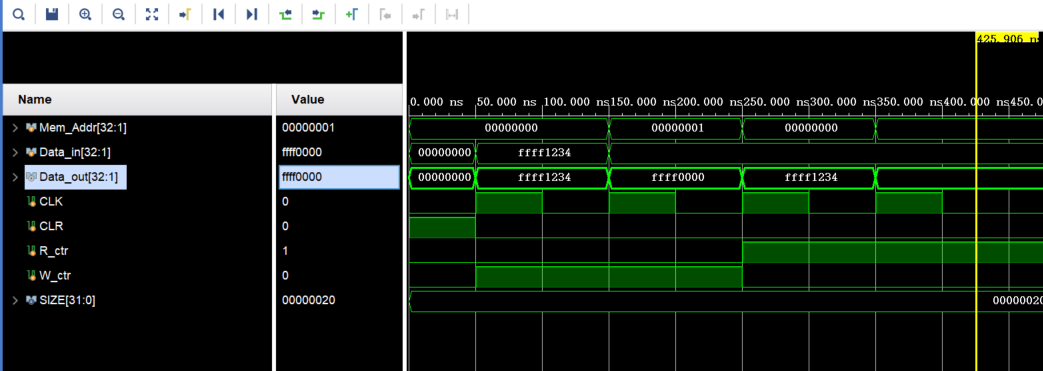 425.906 n
Name Value
0.000 ns 50.000 ns 100.000 ns 150.000 ns 200.000 ns 250.000 ns 300.000 ns 350.000 ns 400.000 ns 450.0
Mem_Addr[32:1] 00000001 00000000 00000001 00000000
Data_in[32:1] ffff0000 00000000 ffff1234
Data_out[32:1] ffff0000 00000000 ffff1234 ffff0000 ffff1234
CLK 0
CLR 0
R_ctr 1
W_ctr 0
SIZE[31:0] 00000020 00000020